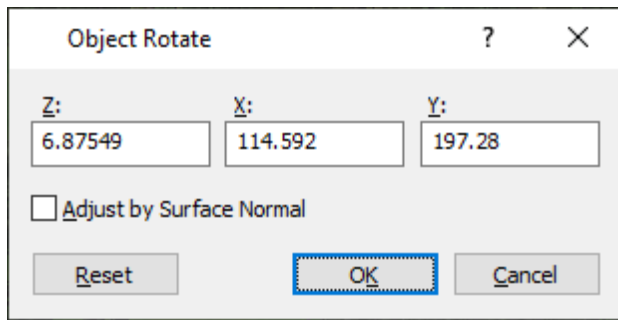 Object Rotate ?
Z: X: Y:
6.87549 114.592 197.28
Adjust by Surface Normal
Reset OK Cancel